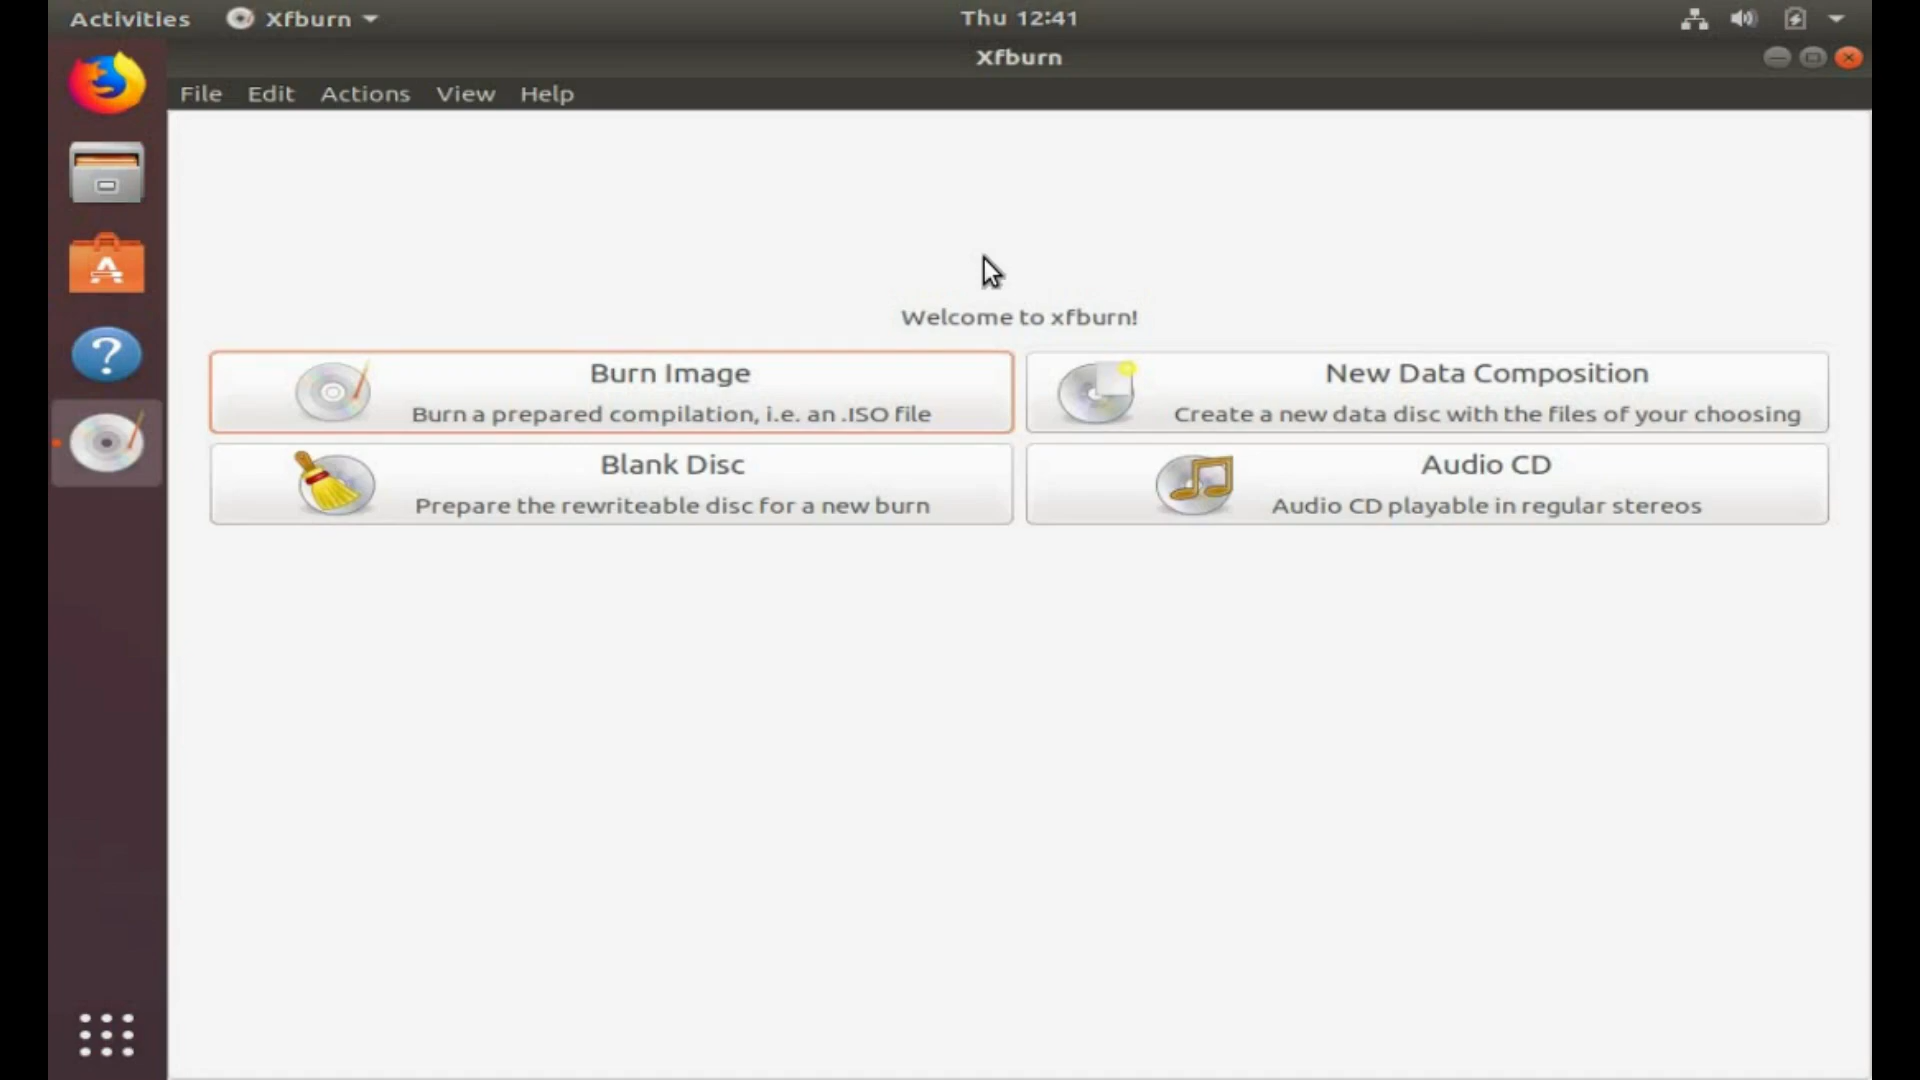 Activities Xfburn Thu 12:41
Xfburn
File Edit Actions View Help
Welcome to xfburn!
Burn Image
Burn a prepared compilation, i.e. an .ISO file
New Data Composition
Create a new data disc with the files of your choosing
Blank Disc
Prepare the rewriteable disc for a new burn
Audio CD
Audio CD playable in regular stereos